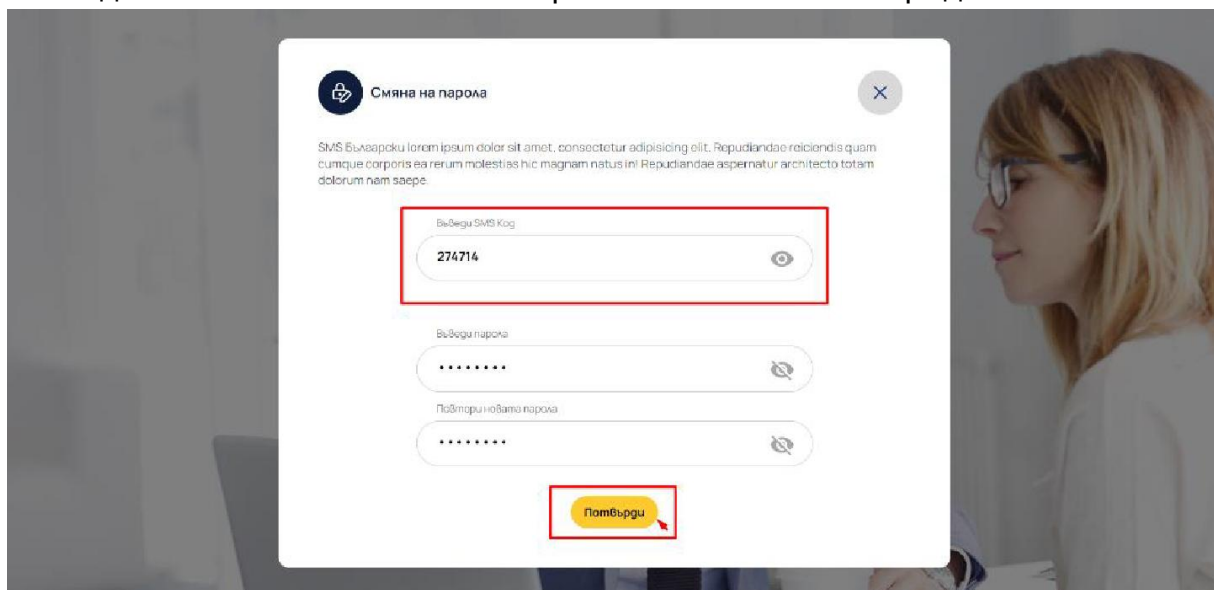 Смяна на парола
SMS Български lorem ipsum dolor sit amet, consectetur adipisicing elit. Repudiandae reiciendis quam
cumque corporis ea rerum molestias hic magnam natus in! Repudiandae aspernatur architecto totam
dolorum nam saepe.
Въведи SMS Код
274714
Въведи парола
••••••••
Повтори новата парола
••••••••
Потвърди